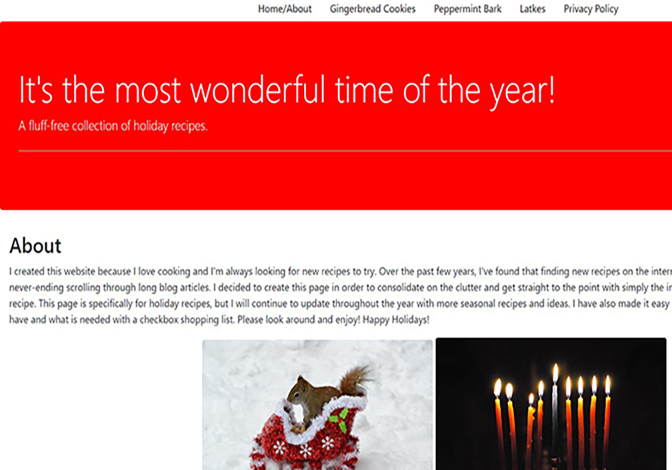 Home/About Gingerbread Cookies Peppermint Bark Latkes Privacy Policy
It's the most wonderful time of the year!
A fluff-free collection of holiday recipes.
About
I created this website because I love cooking and I'm always looking for new recipes to try. Over the past few years, I've found that finding new recipes on the
never-ending scrolling through long blog articles. I decided to create this page in order to consolidate on the clutter and get straight to the point with simply the
recipe. This page is specifically for holiday recipes, but I will continue to update throughout the year with more seasonal recipes and ideas. I have also made it easy
have and what is needed with a checkbox shopping list. Please look around and enjoy! Happy Holidays!